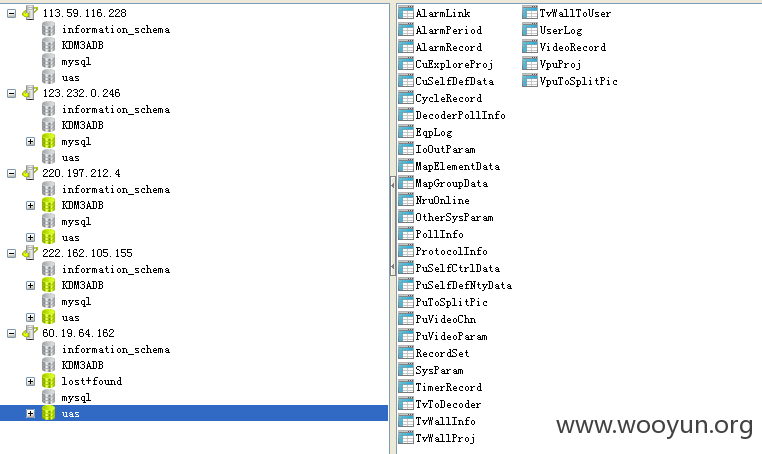 113.59.116.228
information_schema
KDM3ADB
mysql
uas
123.232.0.246
information_schema
KDM3ADB
mysql
uas
220.197.212.4
information_schema
KDM3ADB
mysql
uas
222.162.105.155
information_schema
KDM3ADB
mysql
uas
60.19.64.162
information_schema
KDM3ADB
lost+found
mysql
uas
AlarmLink
AlarmPeriod
AlarmRecord
CuExploreProj
CuSelfDefData
CycleRecord
DecoderPollInfo
EqpLog
IoOutParam
MapElementData
MapGroupData
NruOnline
OtherSysParam
PollInfo
ProtocolInfo
PuSelfCtrlData
PuSelfDefNtyData
PuToSplitPic
PuVideoChn
PuVideoParam
RecordSet
SysParam
TimerRecord
TvToDecoder
TvWallInfo
TvWallProj
TvWallToUser
UserLog
VideoRecord
VpuProj
VpuToSplitPic
www.wooyun.org